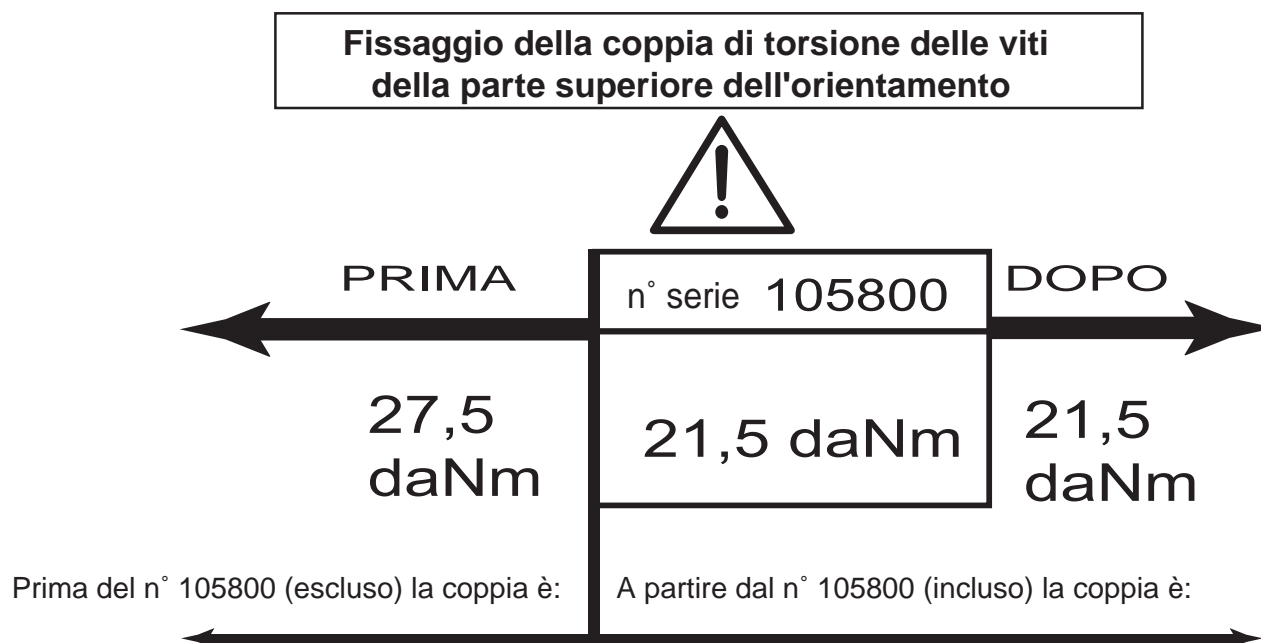 Fissaggio della coppia di torsione delle viti
della parte superiore dell'orientamento
!
PRIMA
n° serie 105800
DOPO
27,5
daNm
21,5 daNm
21,5
daNm
Prima del n° 105800 (escluso) la coppia è:
A partire dal n° 105800 (incluso) la coppia è: